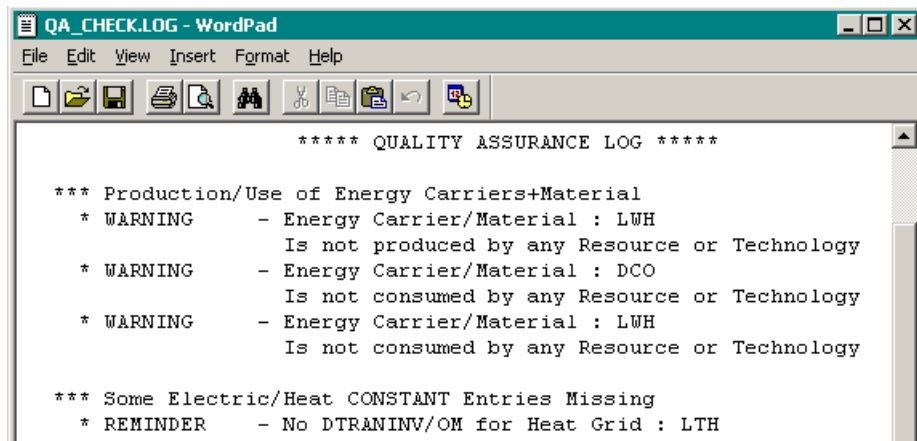 QA_CHECK.LOG - WordPad
File Edit View Insert Format Help
***** QUALITY ASSURANCE LOG *****
*** Production/Use of Energy Carriers+Material
* WARNING - Energy Carrier/Material : LWH
Is not produced by any Resource or Technology
* WARNING - Energy Carrier/Material : DCO
Is not consumed by any Resource or Technology
* WARNING - Energy Carrier/Material : LWH
Is not consumed by any Resource or Technology
*** Some Electric/Heat CONSTANT Entries Missing
* REMINDER - No DTRANINV/OM for Heat Grid : LTH